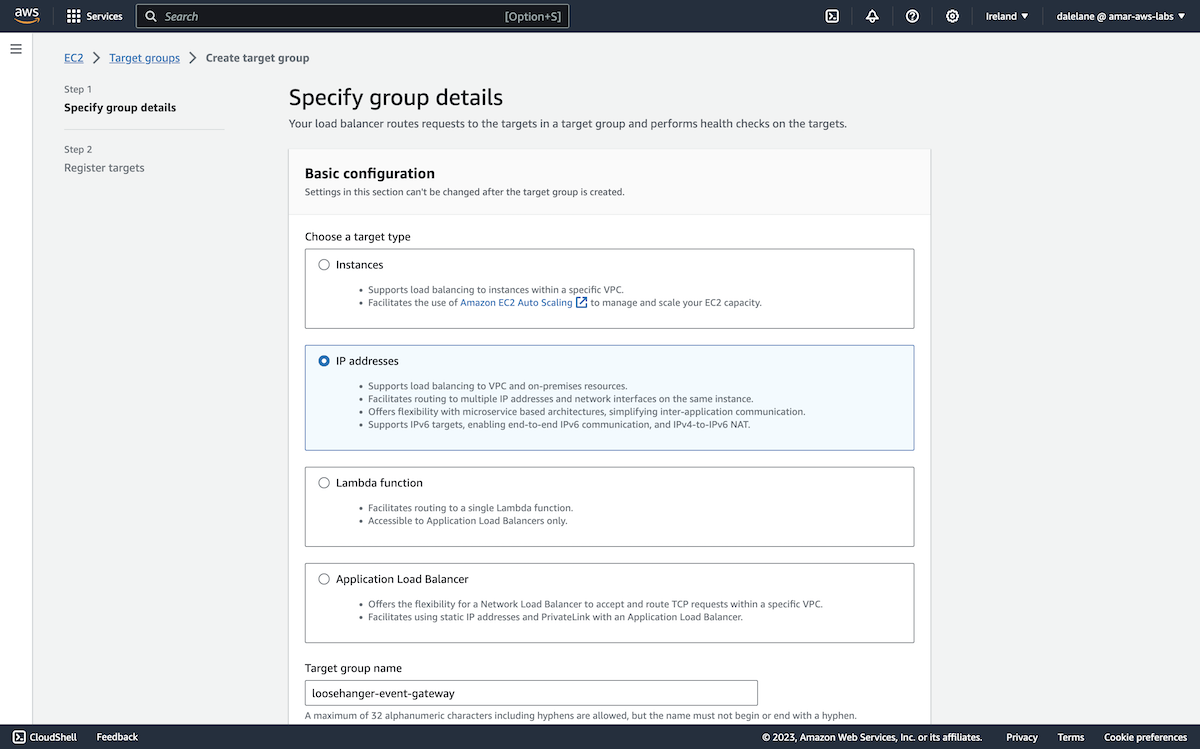 aws
Services
Search
[Option+S]
Ireland ▼
dalelane @ amar-aws-labs ▼
EC2 > Target groups > Create target group
Step 1
Specify group details
Step 2
Register targets
Specify group details
Your load balancer routes requests to the targets in a target group and performs health checks on the targets.
Basic configuration
Settings in this section can't be changed after the target group is created.
Choose a target type
Instances
• Supports load balancing to instances within a specific VPC.
• Facilitates the use of Amazon EC2 Auto Scaling to manage and scale your EC2 capacity.
IP addresses
• Supports load balancing to VPC and on-premises resources.
• Facilitates routing to multiple IP addresses and network interfaces on the same instance.
• Offers flexibility with microservice based architectures, simplifying inter-application communication.
• Supports IPv6 targets, enabling end-to-end IPv6 communication, and IPv4-to-IPv6 NAT.
Lambda function
• Facilitates routing to a single Lambda function.
• Accessible to Application Load Balancers only.
Application Load Balancer
• Offers the flexibility for a Network Load Balancer to accept and route TCP requests within a specific VPC.
• Facilitates using static IP addresses and PrivateLink with an Application Load Balancer.
Target group name
loosehanger-event-gateway
A maximum of 32 alphanumeric characters including hyphens are allowed, but the name must not begin or end with a hyphen.
CloudShell
Feedback
© 2023, Amazon Web Services, Inc. or its affiliates.
Privacy
Terms
Cookie preferences